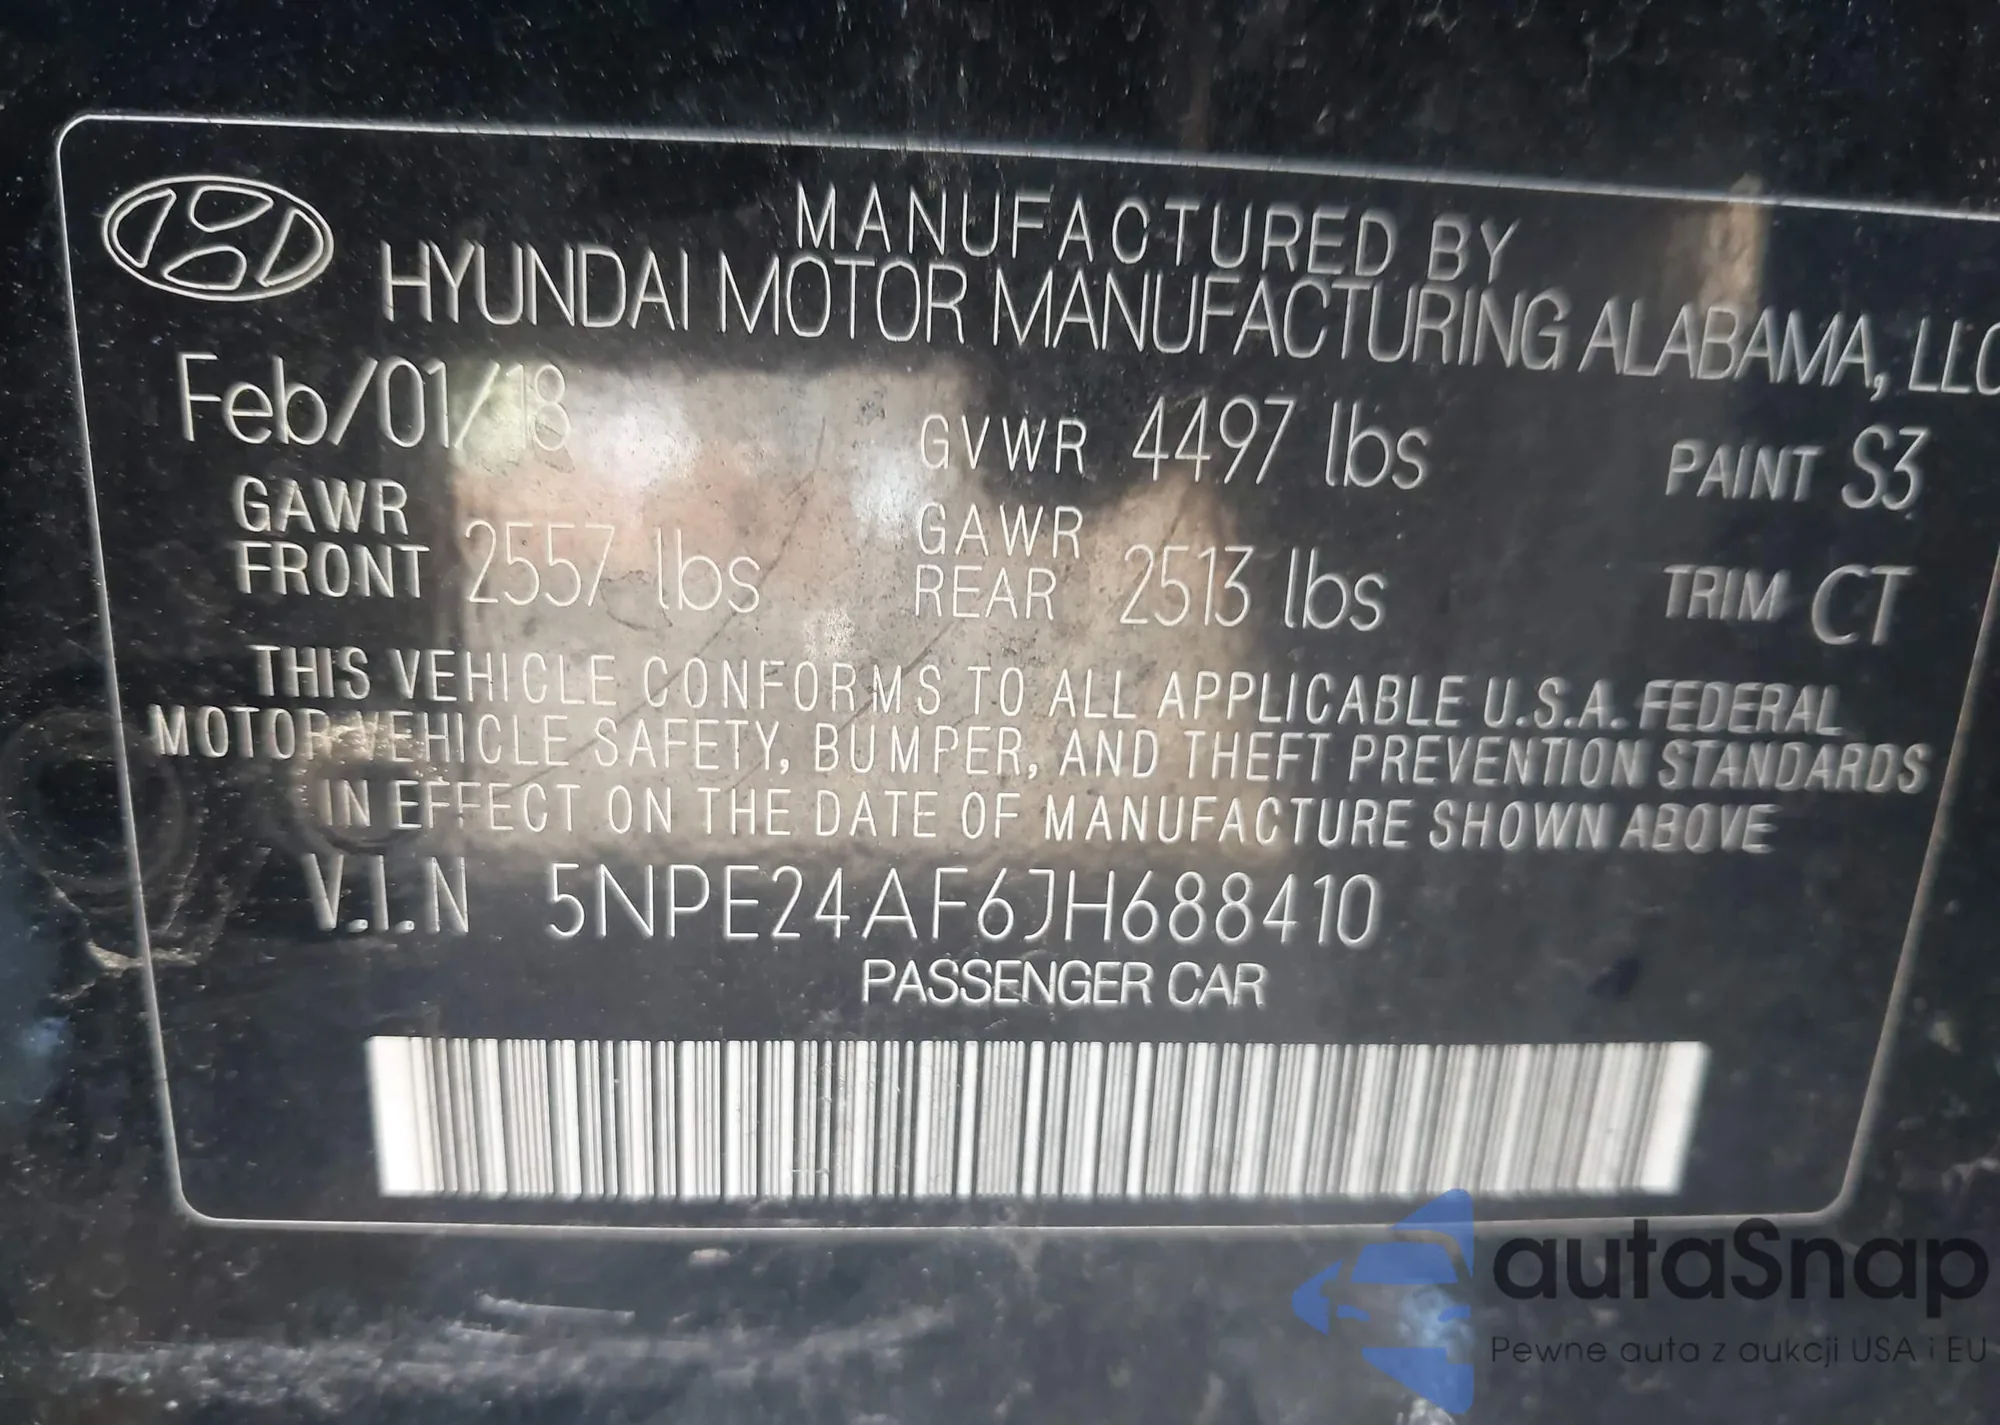 MANUFACTURED BY
HYUNDAI MOTOR MANUFACTURING ALABAMA, LLC
Feb/01/18 GVWR 4497 lbs PAINT S3
GAWR FRONT 2557 lbs GAWR REAR 2513 lbs TRIM CT
THIS VEHICLE CONFORMS TO ALL APPLICABLE U.S.A. FEDERAL
MOTOR VEHICLE SAFETY, BUMPER, AND THEFT PREVENTION STANDARDS
IN EFFECT ON THE DATE OF MANUFACTURE SHOWN ABOVE
V.I.N 5NPE24AF6JH688410
PASSENGER CAR
autaSnap
Pewne auta z aukcji USA i EU